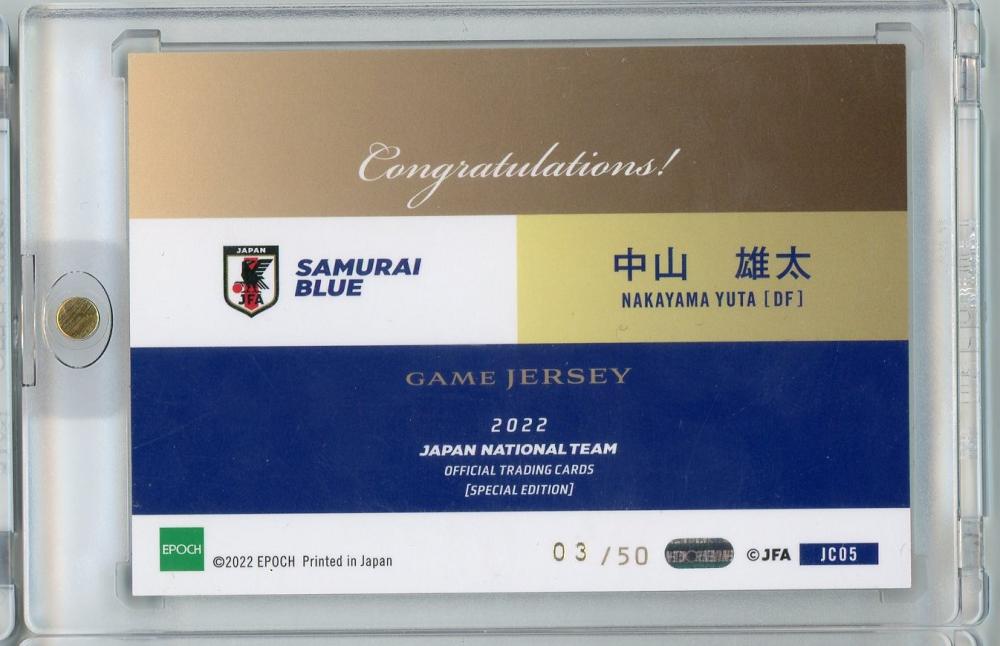 Congratulations!
JAPAN
JFA
SAMURAI
BLUE
中山　雄太
NAKAYAMA YUTA [DF]
GAME JERSEY
2022
JAPAN NATIONAL TEAM
OFFICIAL TRADING CARDS
[SPECIAL EDITION]
EPOCH
©2022 EPOCH Printed in Japan
03 /50
©JFA
JC05